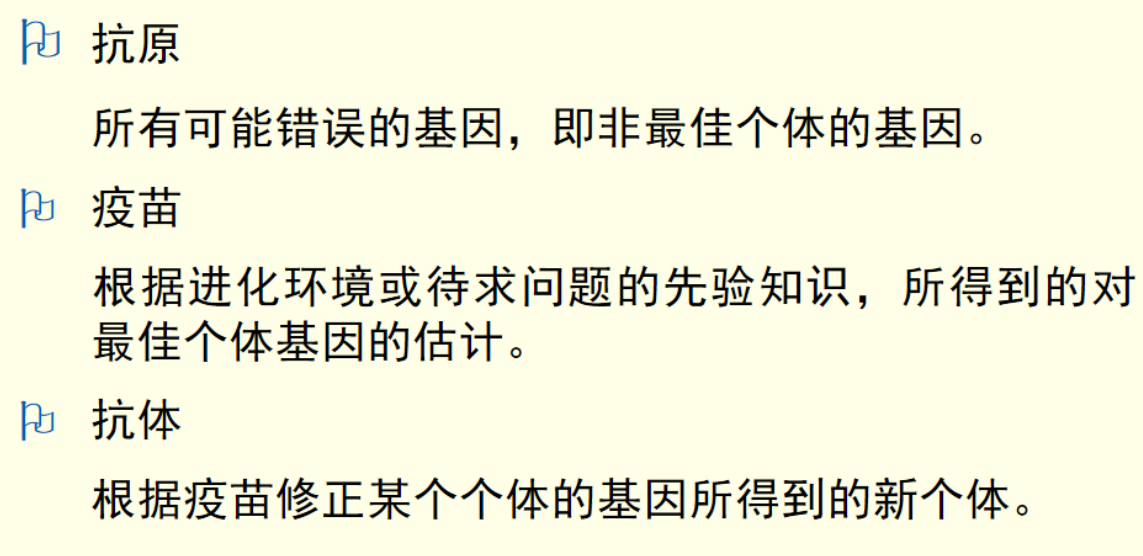 抗原
所有可能错误的基因，即非最佳个体的基因。
疫苗
根据进化环境或待求问题的先验知识，所得到的对
最佳个体基因的估计。
抗体
根据疫苗修正某个个体的基因所得到的新个体。